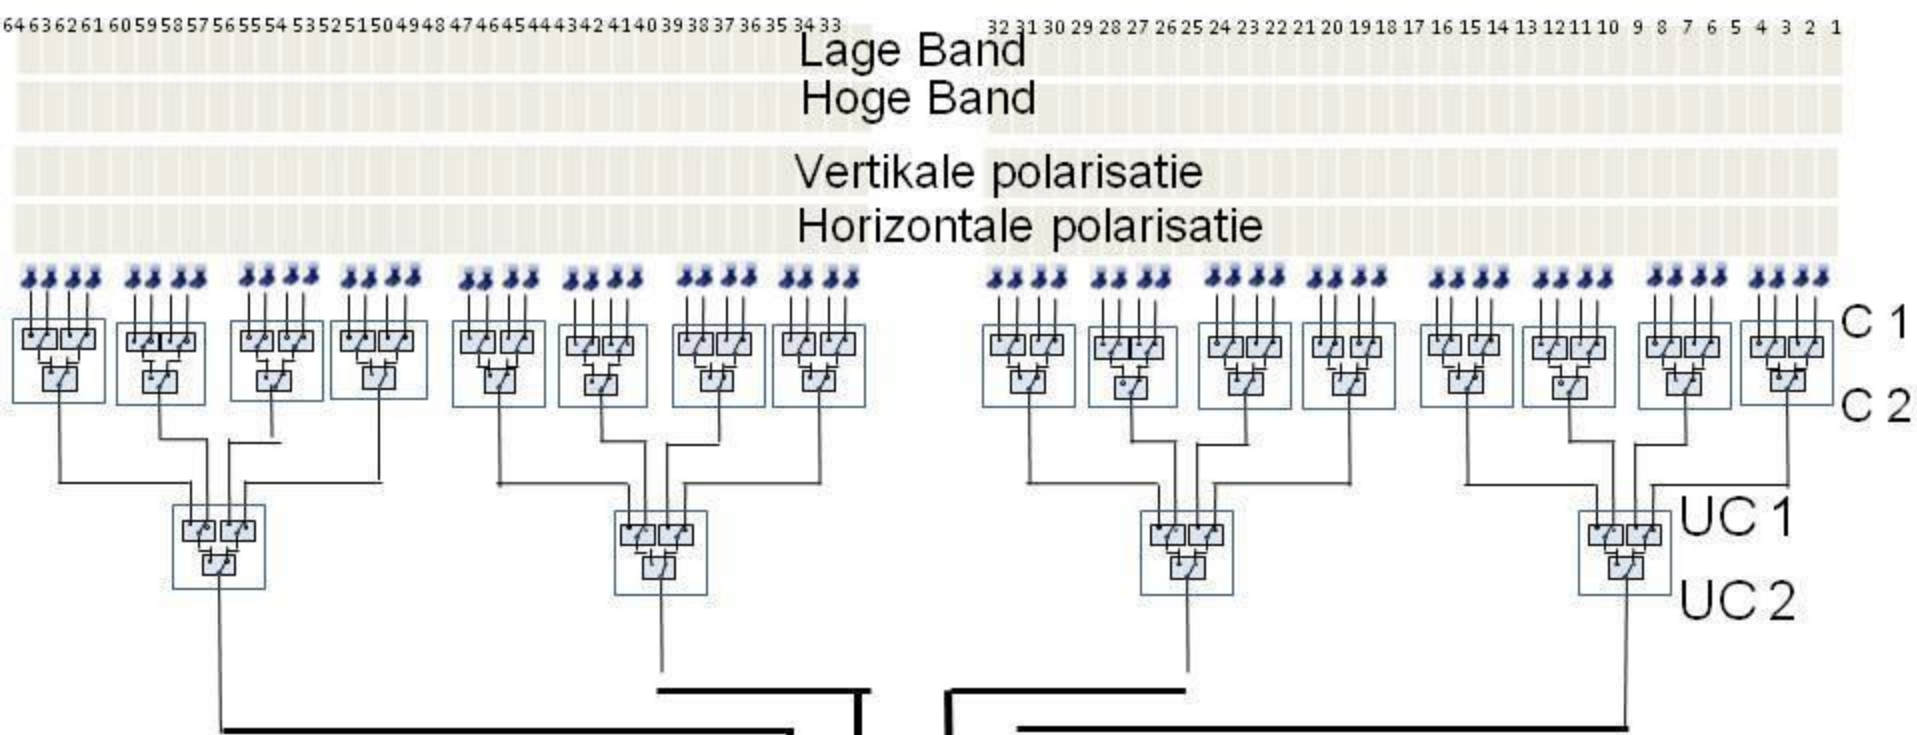 64 63 62 61 60 59 58 57 56 55 54 53 52 51 50 49 48 47 46 45 44 43 42 41 40 39 38 37 36 35 34 33 32 31 30 29 28 27 26 25 24 23 22 21 20 19 18 17 16 15 14 13 12 11 10 9 8 7 6 5 4 3 2 1
Lage Band
Hoge Band
Vertikale polarisatie
Horizontale polarisatie
C 1
C 2
UC 1
UC 2